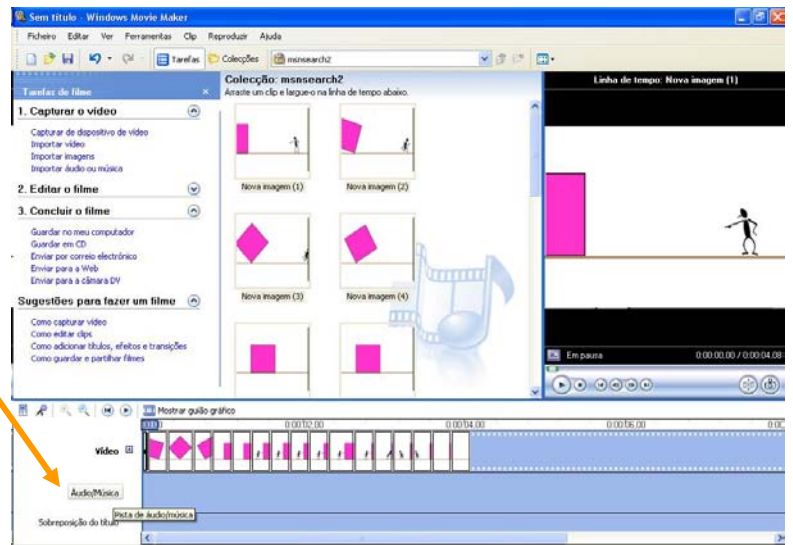 Sem título - Windows Movie Maker
Ficheiro Editar Ver Ferramentas Clip Reproduzir Ajuda
Tarefas Colecções msnsearch2
Tarefas de filme
1. Capturar o vídeo
Capturar de dispositivo de vídeo
Importar vídeo
Importar imagens
Importar áudio ou música
2. Editar o filme
3. Concluir o filme
Guardar no meu computador
Guardar em CD
Enviar por correio electrónico
Enviar para a Web
Enviar para a câmara DV
Sugestões para fazer um filme
Como capturar vídeo
Como editar clips
Como adicionar títulos, efeitos e transições
Como guardar e partilhar filmes
Colecção: msnsearch2
Arraste um clip e largue-o na linha de tempo abaixo.
Nova imagem (1) Nova imagem (2)
Nova imagem (3) Nova imagem (4)
Linha de tempo: Nova imagem (1)
Em pausa 0:00:00,00 / 0:00:04,08
Mostrar guião gráfico
0:00:02,00 0:00:04,00 0:00:06,00
Vídeo
Áudio/Música
Pista de áudio/música
Sobreposição do título